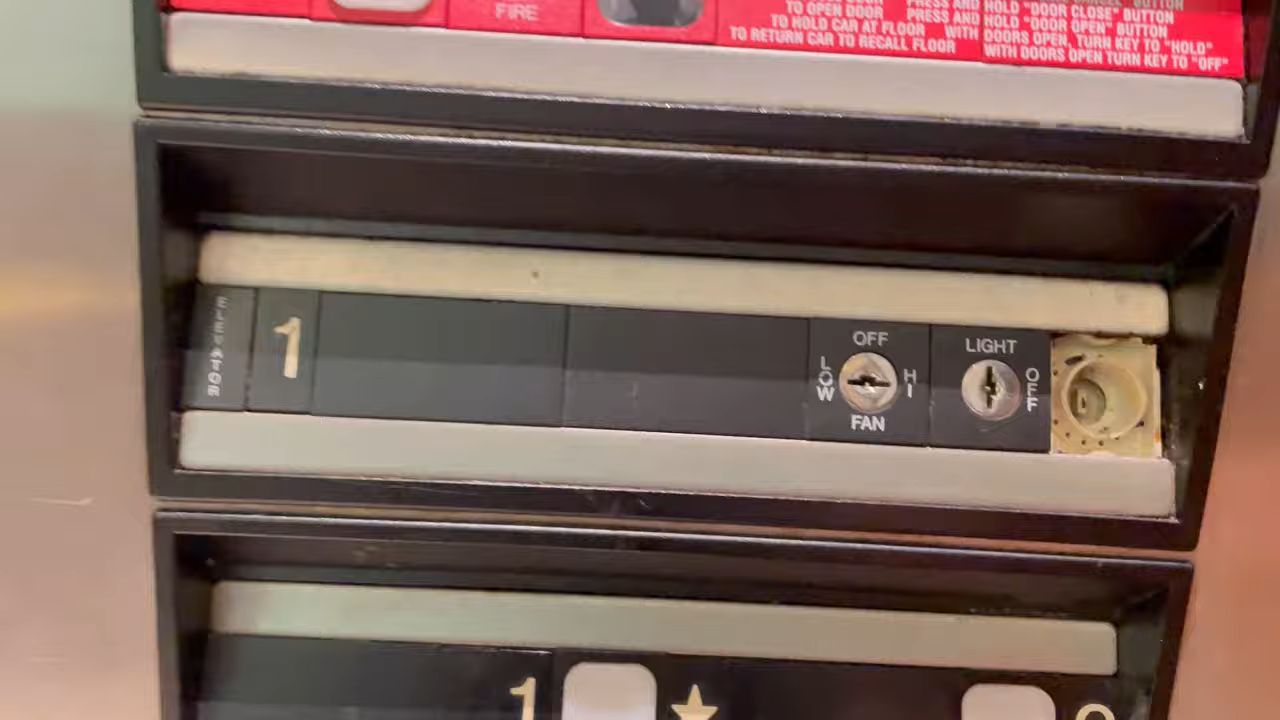 FIRE
CANCEL" BUTTON
PRESS AND HOLD "DOOR CLOSE" BUTTON
TO OPEN DOOR PRESS AND HOLD "DOOR OPEN" BUTTON
TO HOLD CAR AT FLOOR WITH DOORS OPEN, TURN KEY TO "HOLD"
TO RETURN CAR TO RECALL FLOOR WITH DOORS OPEN TURN KEY TO "OFF"
ELEVATOR
1
OFF
LOW
HI
FAN
LIGHT
OFF
1
★